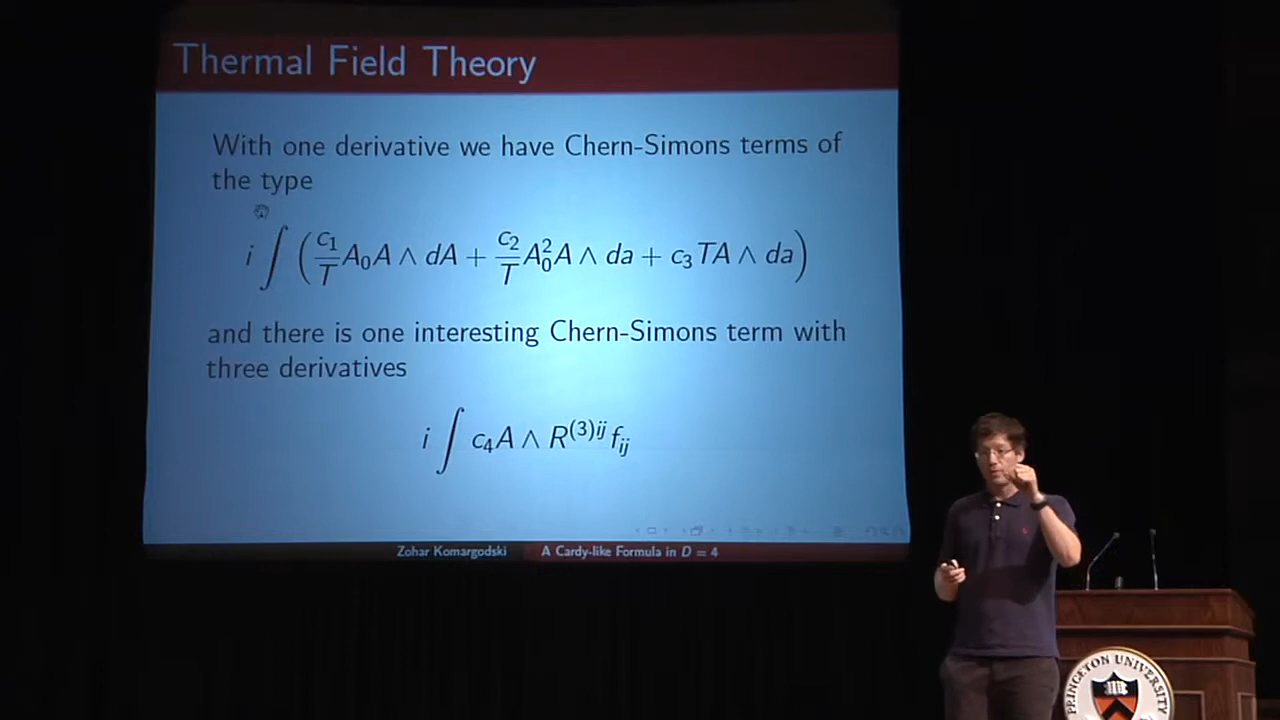 Thermal Field Theory
With one derivative we have Chern-Simons terms of
the type
i ∫ ( c₁/T A₀A ∧ dA + c₂/T A₀²A ∧ da + c₃TA ∧ da )
and there is one interesting Chern-Simons term with
three derivatives
i ∫ c₄A ∧ R⁽³⁾ⁱʲ fᵢⱼ
Zohar Komargodski A Cardy-like Formula in D = 4
PRINCETON UNIVERSITY